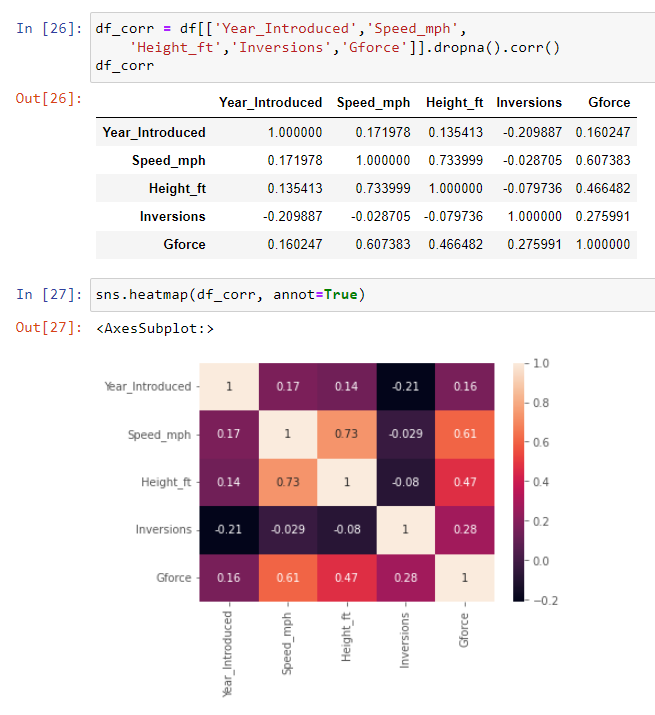 In [26]: df_corr = df[['Year_Introduced','Speed_mph',
'Height_ft','Inversions','Gforce']].dropna().corr()
df_corr
Out[26]:
Year_Introduced Speed_mph Height_ft Inversions Gforce
Year_Introduced 1.000000 0.171978 0.135413 -0.209887 0.160247
Speed_mph 0.171978 1.000000 0.733999 -0.028705 0.607383
Height_ft 0.135413 0.733999 1.000000 -0.079736 0.466482
Inversions -0.209887 -0.028705 -0.079736 1.000000 0.275991
Gforce 0.160247 0.607383 0.466482 0.275991 1.000000
In [27]: sns.heatmap(df_corr, annot=True)
Out[27]: <AxesSubplot:>
Year_Introduced 1 0.17 0.14 -0.21 0.16
Speed_mph 0.17 1 0.73 -0.029 0.61
Height_ft 0.14 0.73 1 -0.08 0.47
Inversions -0.21 -0.029 -0.08 1 0.28
Gforce 0.16 0.61 0.47 0.28 1
Year_Introduced
Speed_mph
Height_ft
Inversions
Gforce
1.0
0.8
0.6
0.4
0.2
0.0
−0.2